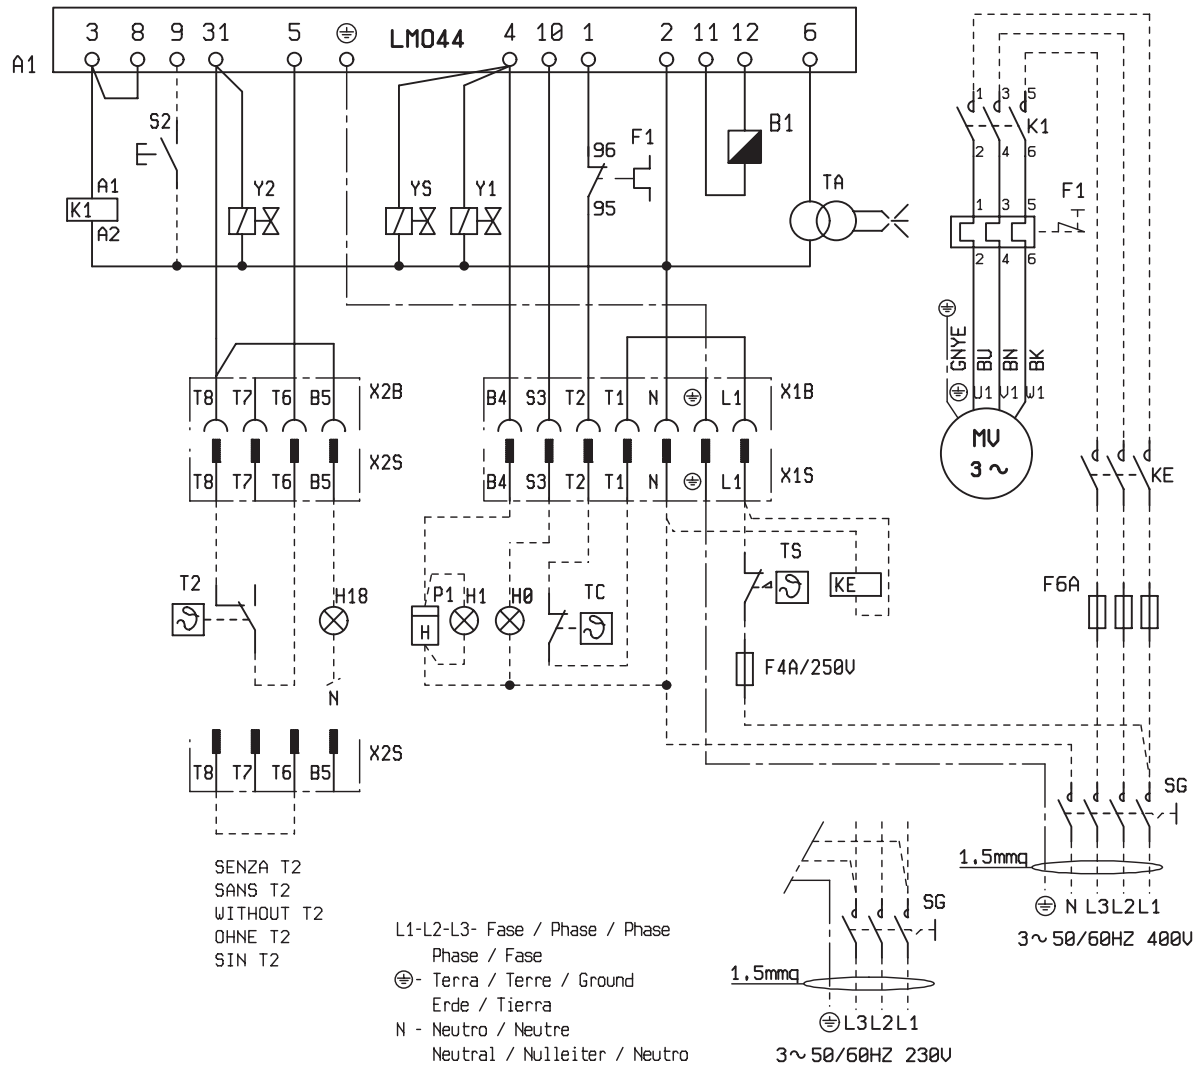 3 8 9 31 5 LMO44 4 10 1 2 11 12 6
A1
S2 B1
F1
96
95
K1
A1
A2
Y2 YS Y1 TA
1 3 5
K1
2 4 6
F1
1 3 5
2 4 6
GNYE BU BN BK
U1 V1 W1
MV
3~
T8 T7 T6 B5 X2B
B4 S3 T2 T1 N L1 X1B
T8 T7 T6 B5 X2S
B4 S3 T2 T1 N L1 X1S
KE
T2 H18 P1 H1 H0 TC TS KE
H
F6A
F4A/250V
N
X2S
T8 T7 T6 B5
SG
1,5mmq
N L3L2L1
3~50/60HZ 400V
SENZA T2
SANS T2
WITHOUT T2
OHNE T2
SIN T2
L1-L2-L3- Fase / Phase / Phase
Phase / Fase
- Terra / Terre / Ground
Erde / Tierra
N - Neutro / Neutre
Neutral / Nulleiter / Neutro
SG
1,5mmq
L3L2L1
3~50/60HZ 230V